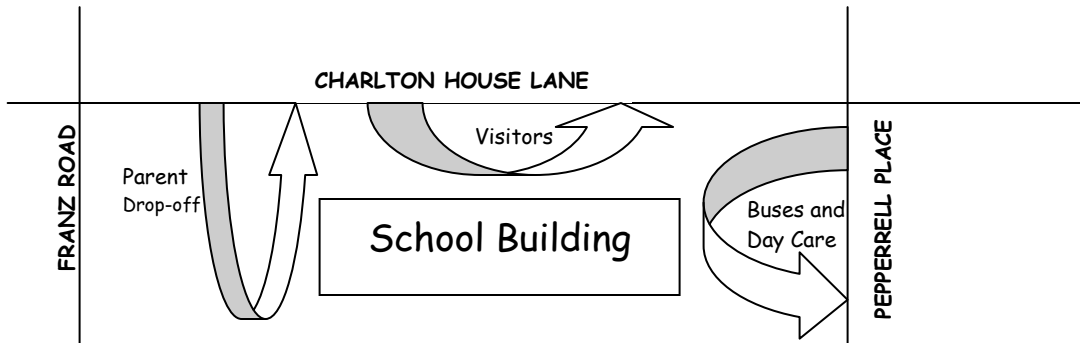 CHARLTON HOUSE LANE
FRANZ ROAD
Parent
Drop-off
Visitors
School Building
Buses and
Day Care
PEPPERRELL PLACE